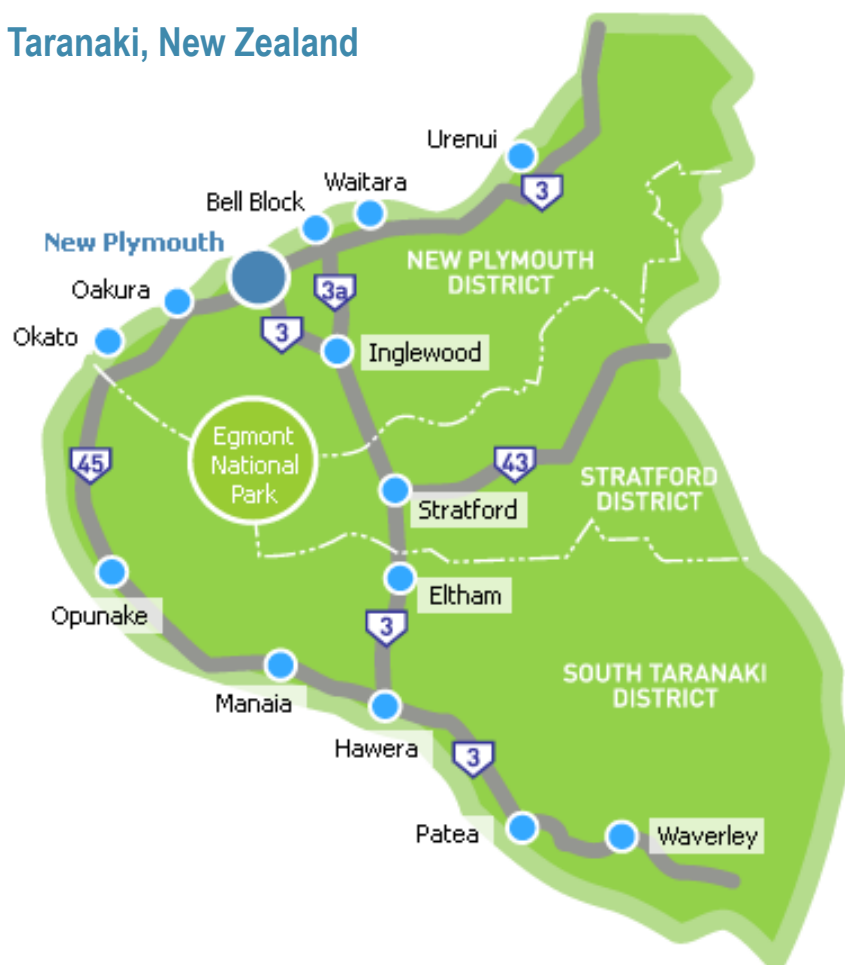 Taranaki, New Zealand
Urenui
3
Waitara
Bell Block
New Plymouth
NEW PLYMOUTH
DISTRICT
Oakura
3a
Okato
3
Inglewood
Egmont
National
Park
45
43
STRATFORD
DISTRICT
Stratford
Eltham
Opunake
3
SOUTH TARANAKI
DISTRICT
Manaia
Hawera
3
Patea
Waverley